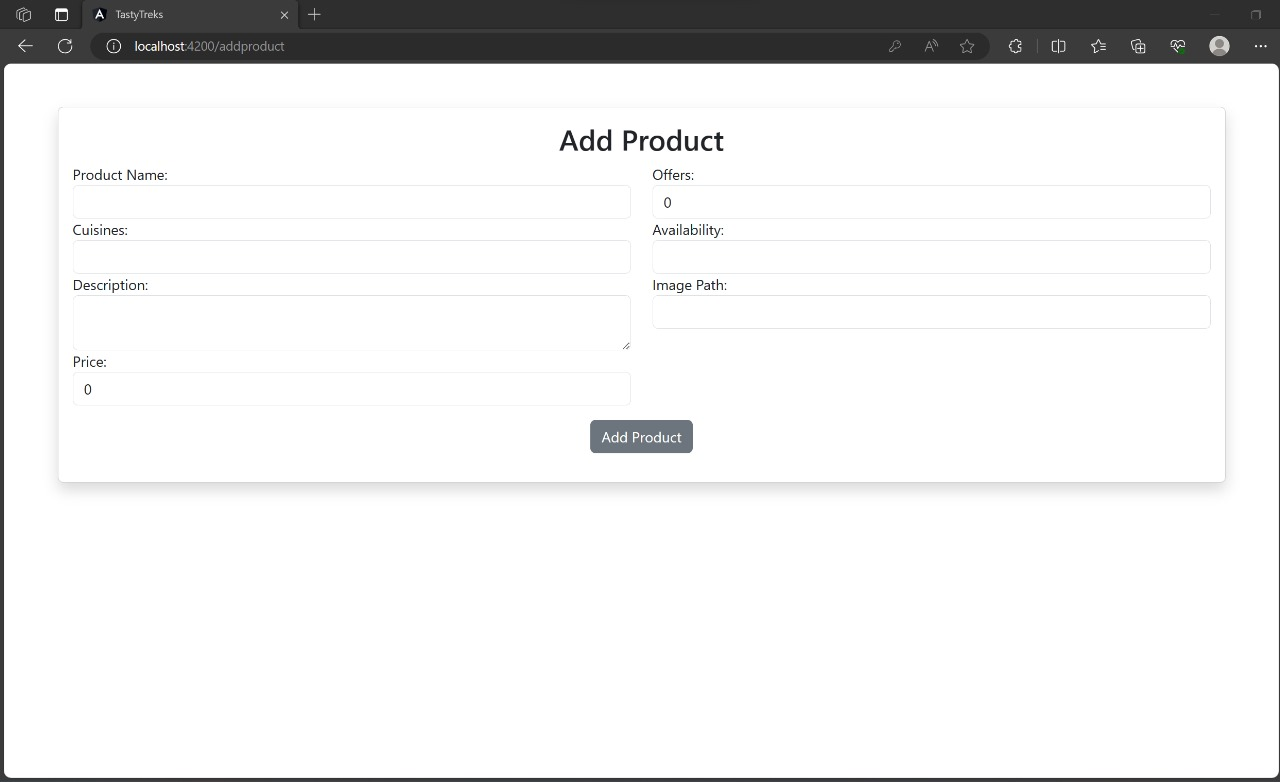 TastyTreks
localhost:4200/addproduct
Add Product
Product Name:
Offers:
0
Cuisines:
Availability:
Description:
Image Path:
Price:
0
Add Product